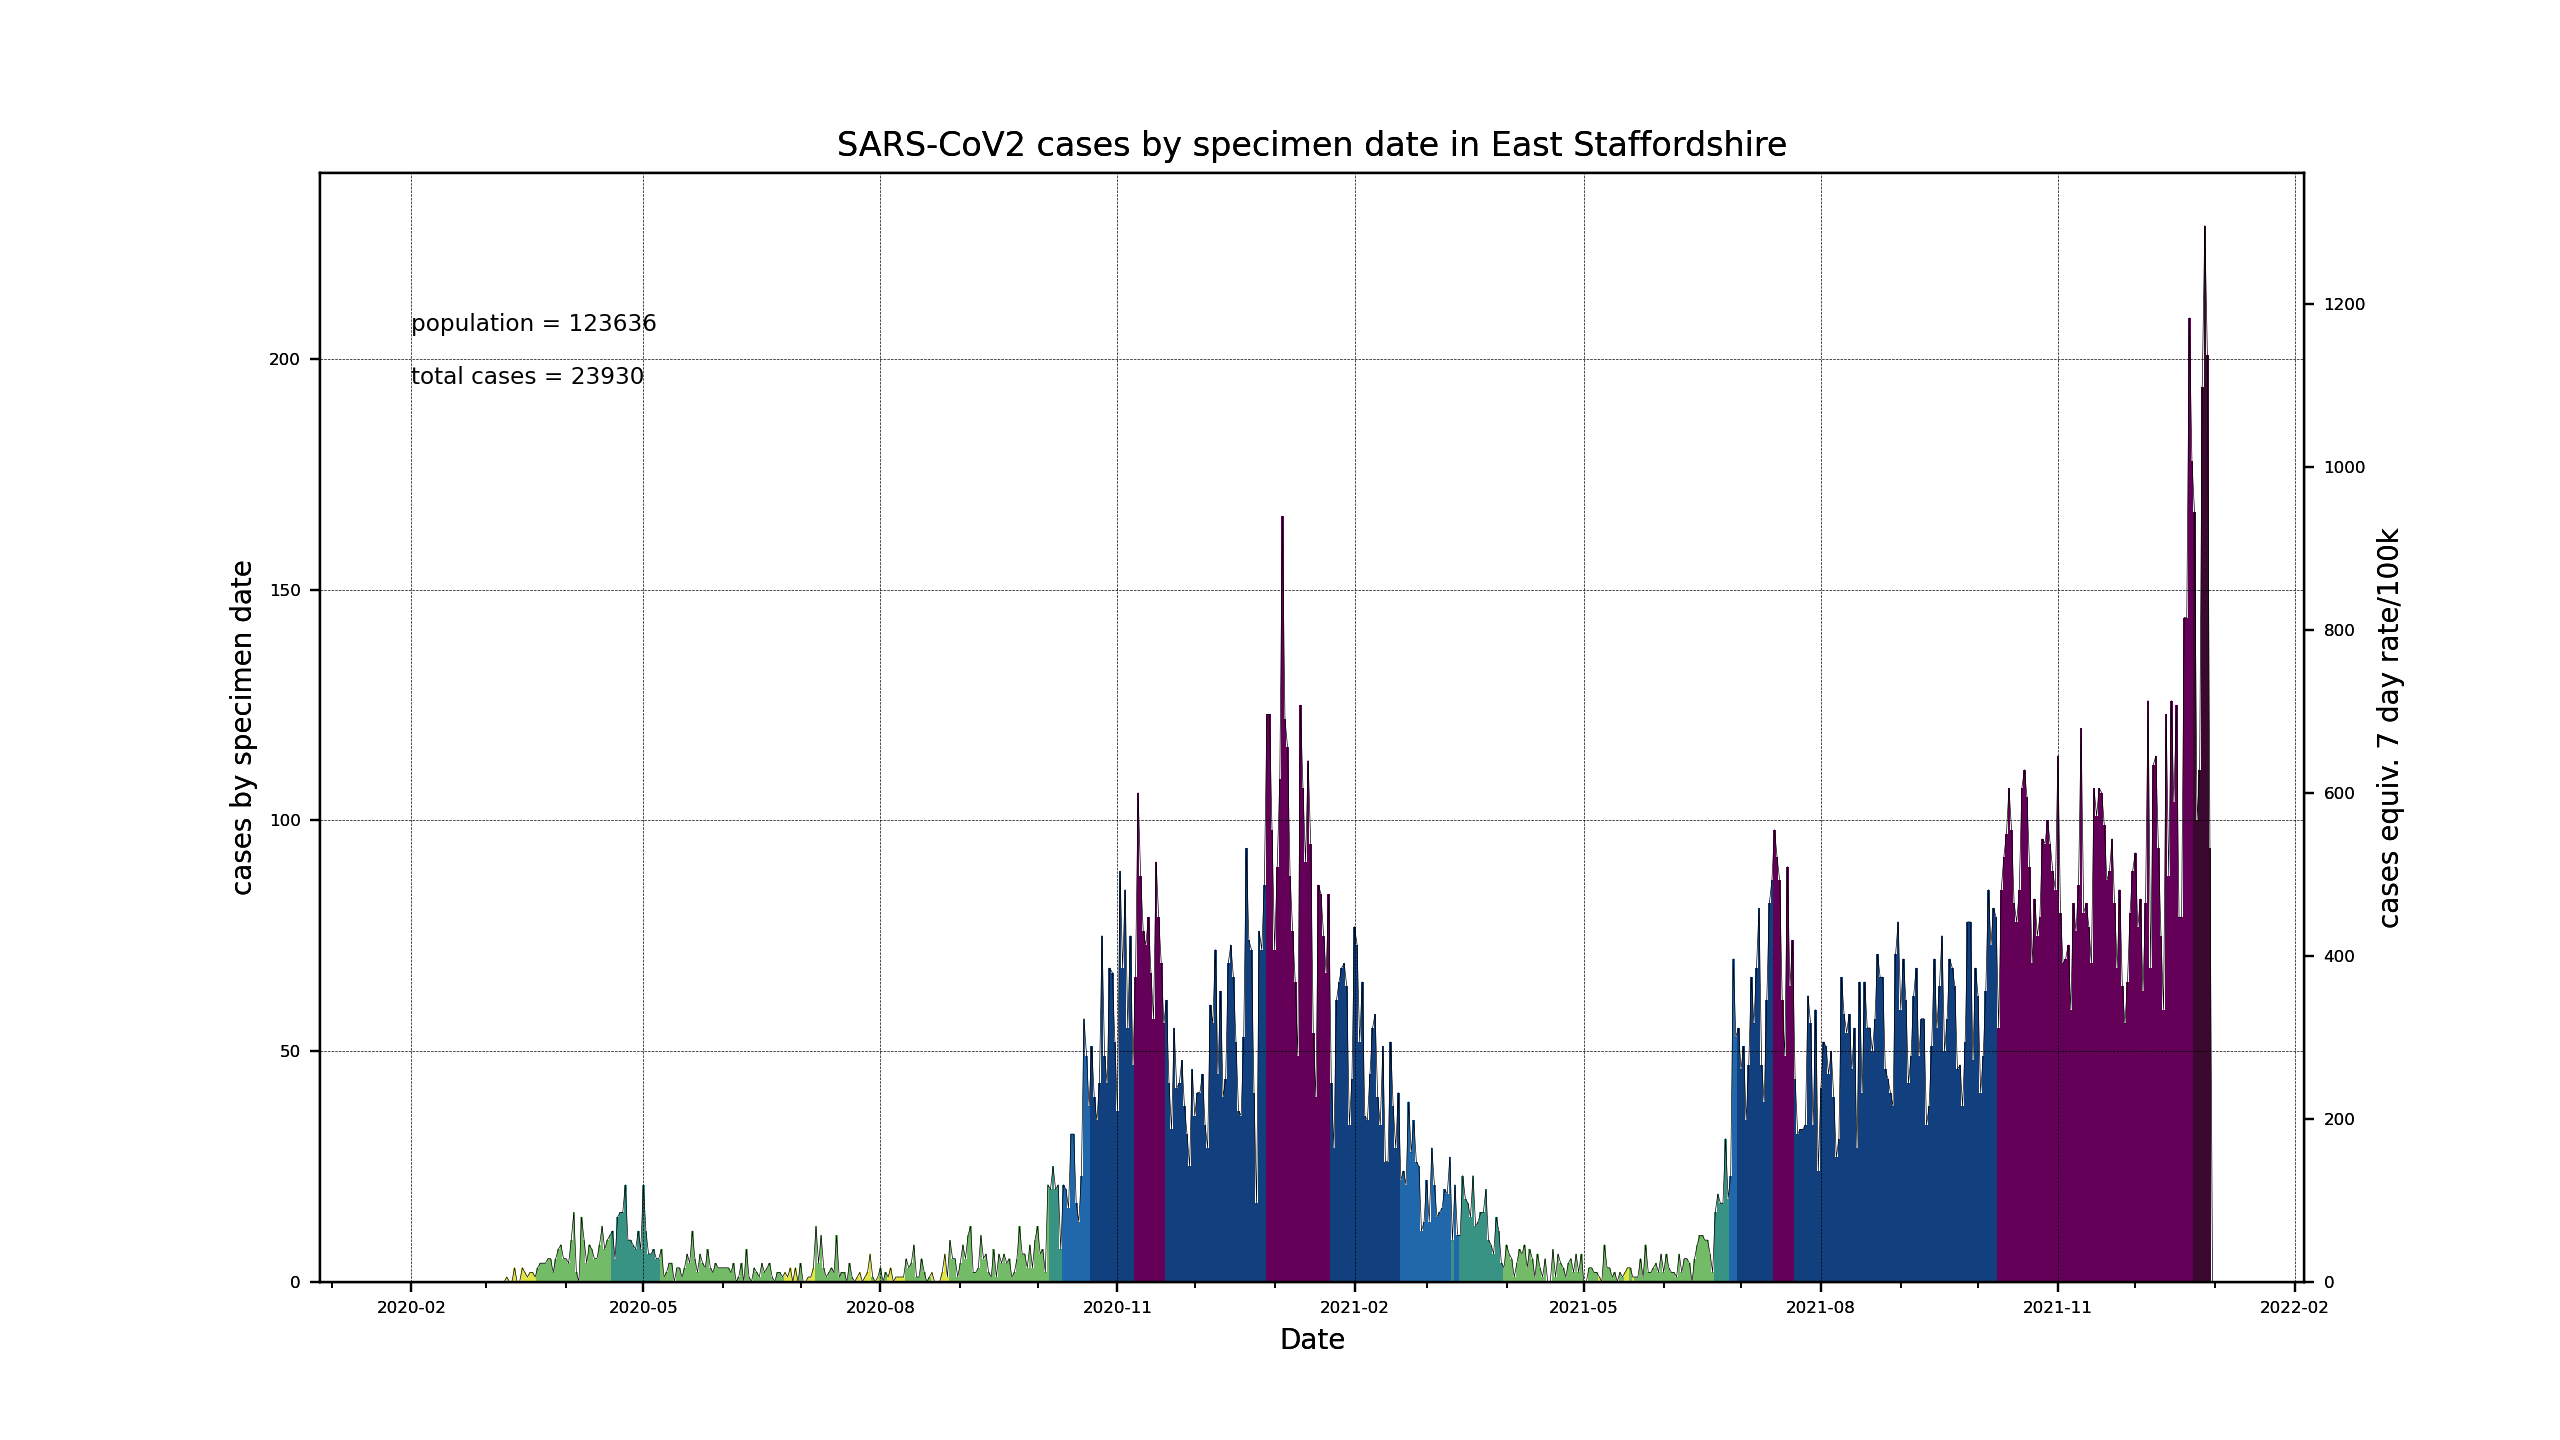 SARS-CoV2 cases by specimen date in East Staffordshire
population = 123636
total cases = 23930
cases by specimen date
200
150
100
50
0
1200
1000
800
600
400
200
0
cases equiv. 7 day rate/100k
2020-02 2020-05 2020-08 2020-11 2021-02 2021-05 2021-08 2021-11 2022-02
Date